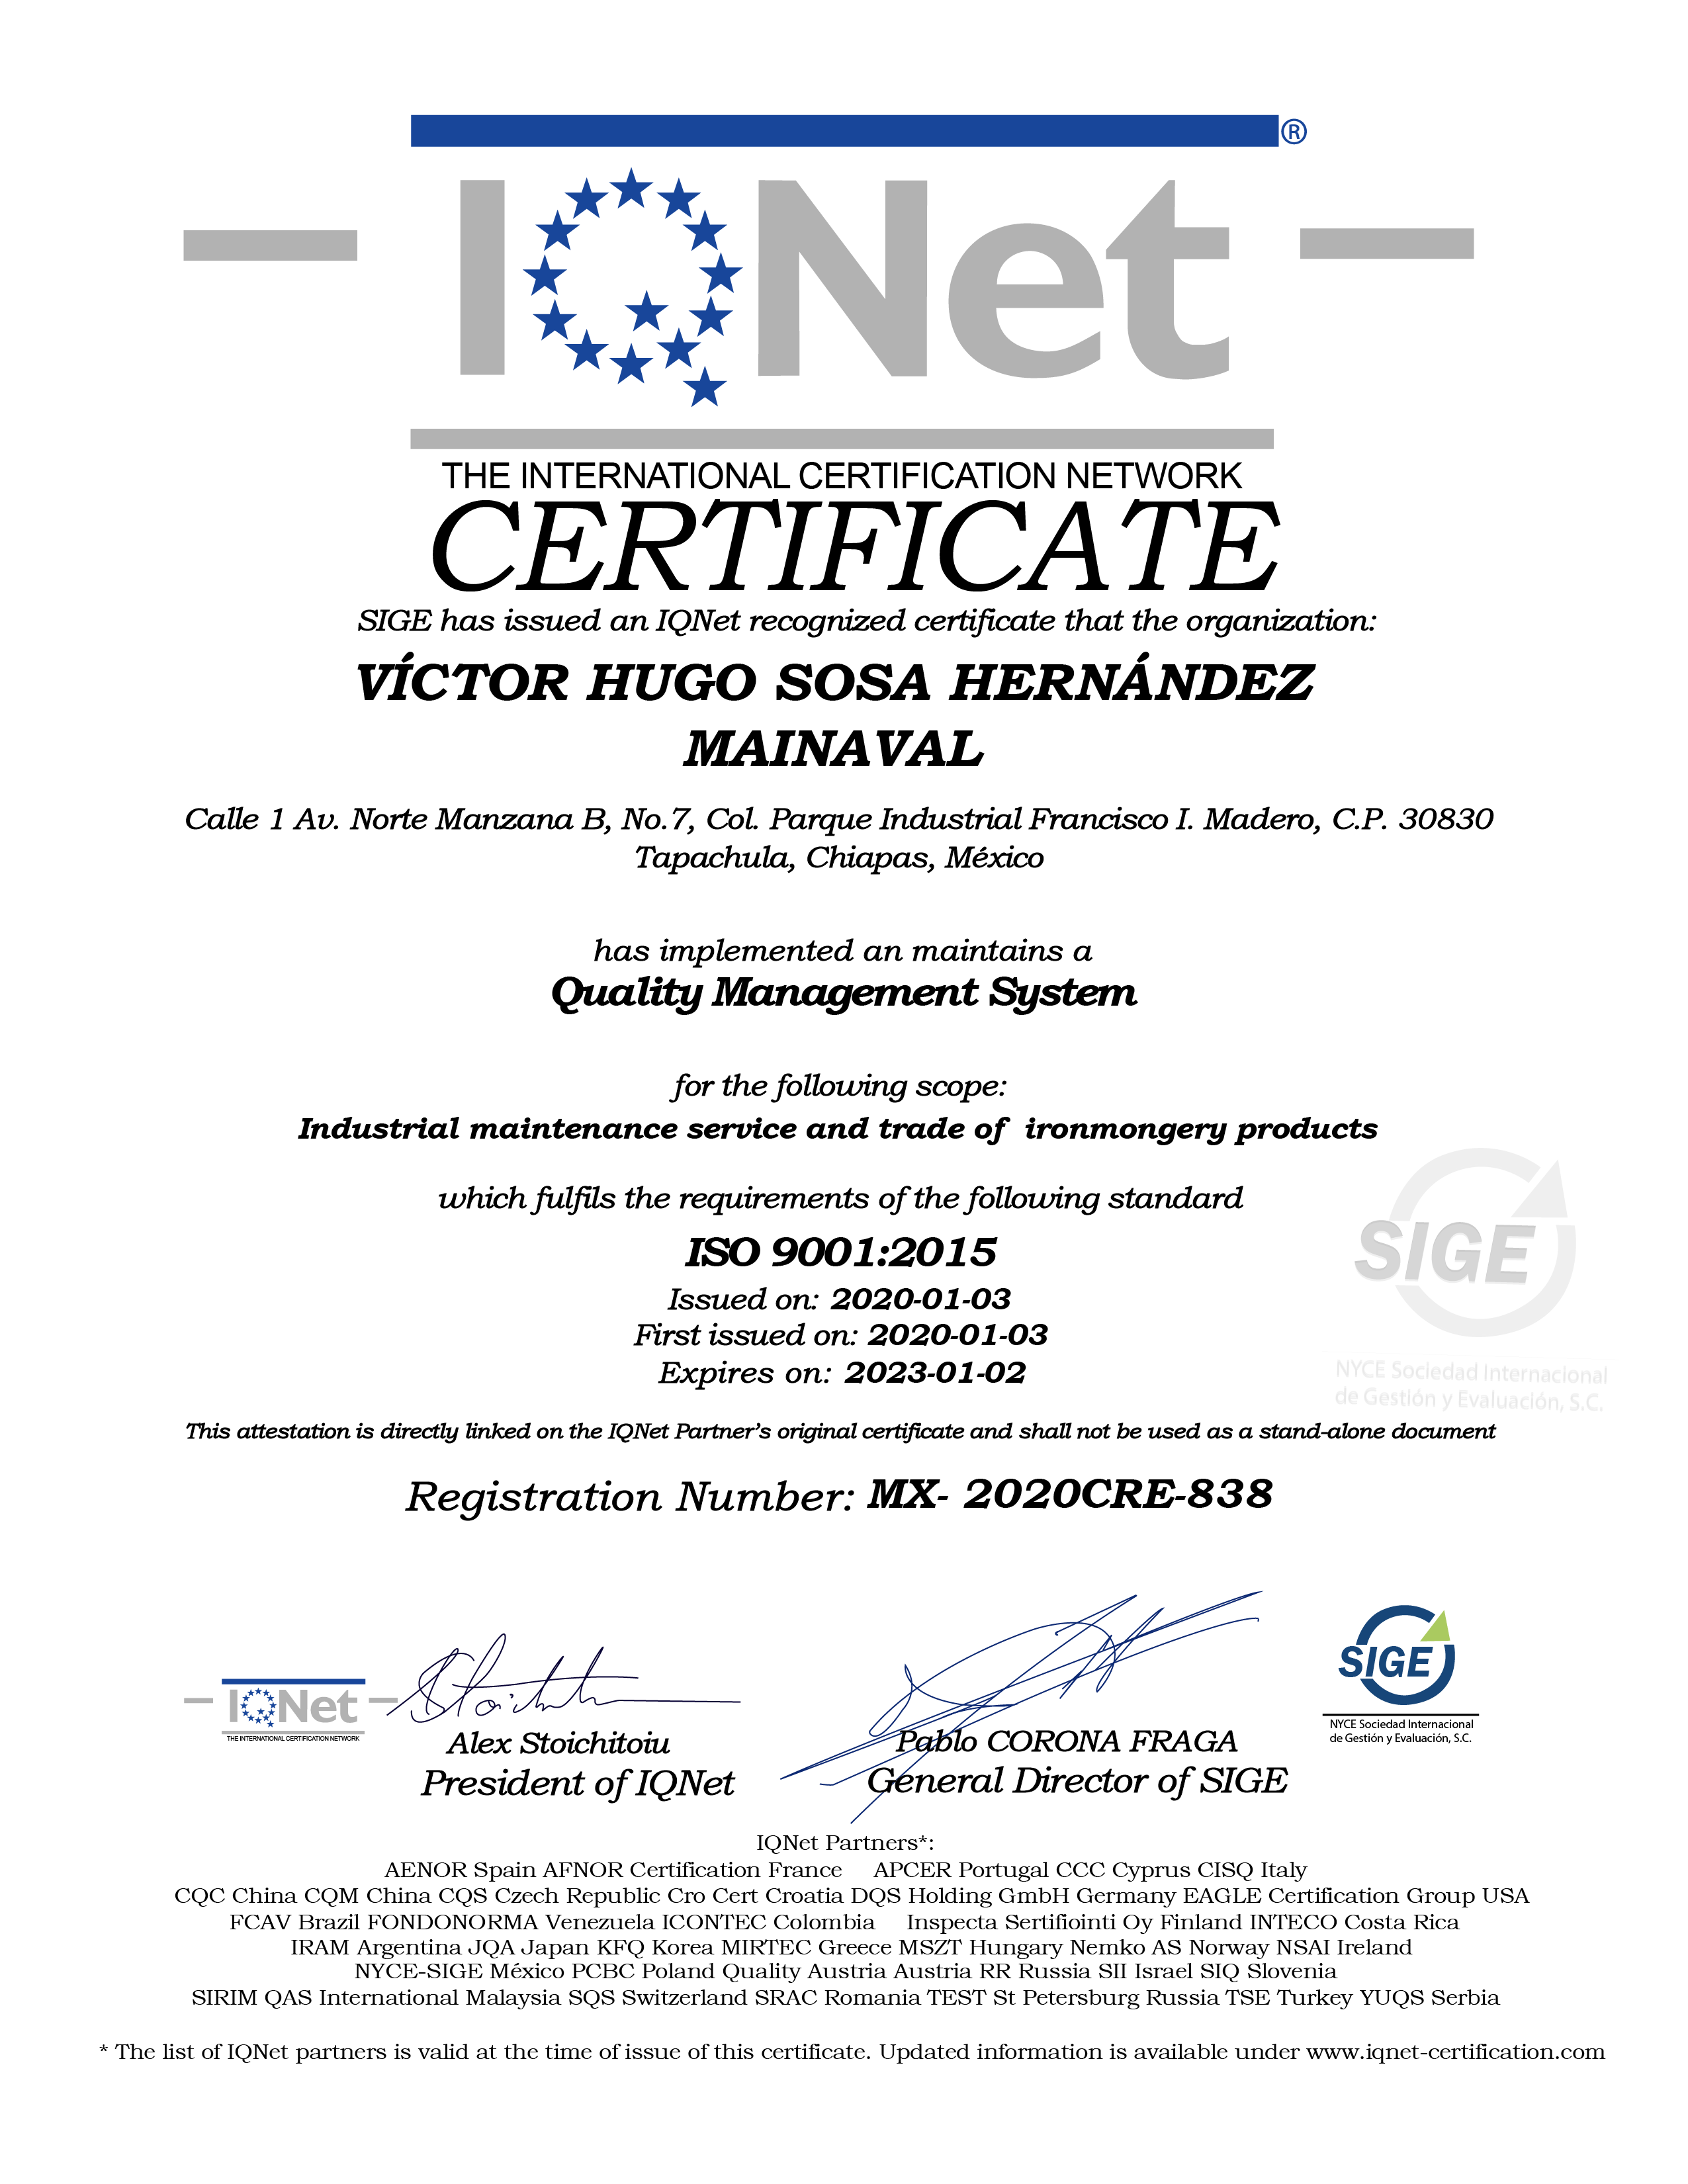 IQNet®
THE INTERNATIONAL CERTIFICATION NETWORK
CERTIFICATE
SIGE has issued an IQNet recognized certificate that the organization:
VÍCTOR HUGO SOSA HERNÁNDEZ
MAINAVAL
Calle 1 Av. Norte Manzana B, No.7, Col. Parque Industrial Francisco I. Madero, C.P. 30830
Tapachula, Chiapas, México
has implemented an maintains a
Quality Management System
for the following scope:
Industrial maintenance service and trade of ironmongery products
which fulfils the requirements of the following standard
ISO 9001:2015
Issued on: 2020-01-03
First issued on: 2020-01-03
Expires on: 2023-01-02
SIGE
NYCE Sociedad Internacional
de Gestión y Evaluación, S.C.
This attestation is directly linked on the IQNet Partner's original certificate and shall not be used as a stand-alone document
Registration Number: MX- 2020CRE-838
IQNet
THE INTERNATIONAL CERTIFICATION NETWORK
Alex Stoichitoiu
President of IQNet
Pablo CORONA FRAGA
General Director of SIGE
SIGE
NYCE Sociedad Internacional
de Gestión y Evaluación, S.C.
IQNet Partners*:
AENOR Spain AFNOR Certification France APCER Portugal CCC Cyprus CISQ Italy
CQC China CQM China CQS Czech Republic Cro Cert Croatia DQS Holding GmbH Germany EAGLE Certification Group USA
FCAV Brazil FONDONORMA Venezuela ICONTEC Colombia Inspecta Sertifiointi Oy Finland INTECO Costa Rica
IRAM Argentina JQA Japan KFQ Korea MIRTEC Greece MSZT Hungary Nemko AS Norway NSAI Ireland
NYCE-SIGE México PCBC Poland Quality Austria Austria RR Russia SII Israel SIQ Slovenia
SIRIM QAS International Malaysia SQS Switzerland SRAC Romania TEST St Petersburg Russia TSE Turkey YUQS Serbia
* The list of IQNet partners is valid at the time of issue of this certificate. Updated information is available under www.iqnet-certification.com